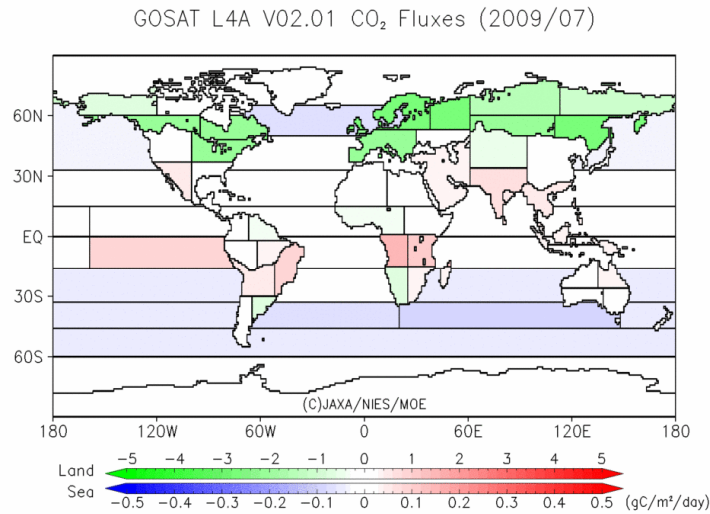 GOSAT L4A V02.01 CO₂ Fluxes (2009/07)
60N
30N
EQ
30S
60S
(C)JAXA/NIES/MOE
180 120W 60W 0 60E 120E 180
Land -5 -4 -3 -2 -1 0 1 2 3 4 5
Sea -0.5 -0.4 -0.3 -0.2 -0.1 0 0.1 0.2 0.3 0.4 0.5 (gC/m²/day)